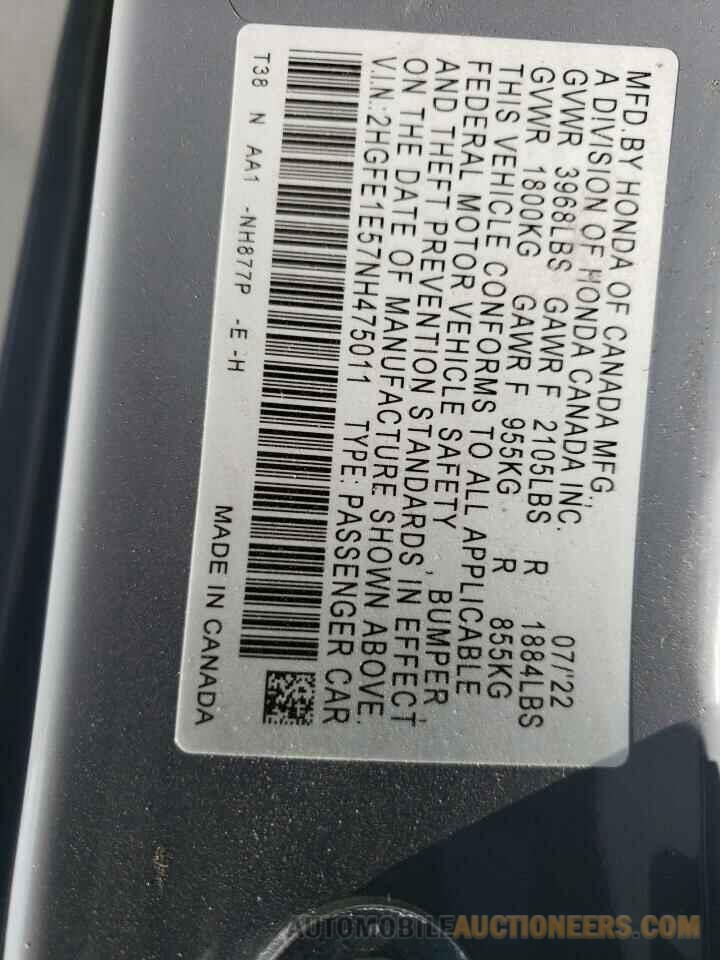 MFD.BY HONDA OF CANADA MFG.,
A DIVISION OF HONDA CANADA INC. 07/'22
GVWR 3968LBS GAWR F 2105LBS R 1884LBS
GVWR 1800KG GAWR F 955KG R 855KG
THIS VEHICLE CONFORMS TO ALL APPLICABLE
FEDERAL MOTOR VEHICLE SAFETY, BUMPER,
AND THEFT PREVENTION STANDARDS IN EFFECT
ON THE DATE OF MANUFACTURE SHOWN ABOVE.
V.I.N.:2HGFE1E57NH475011 TYPE:PASSENGER CAR
T38 N AA1 -NH877P -E -H
MADE IN CANADA
AUTOMOBILEAUCTIONEERS.COM